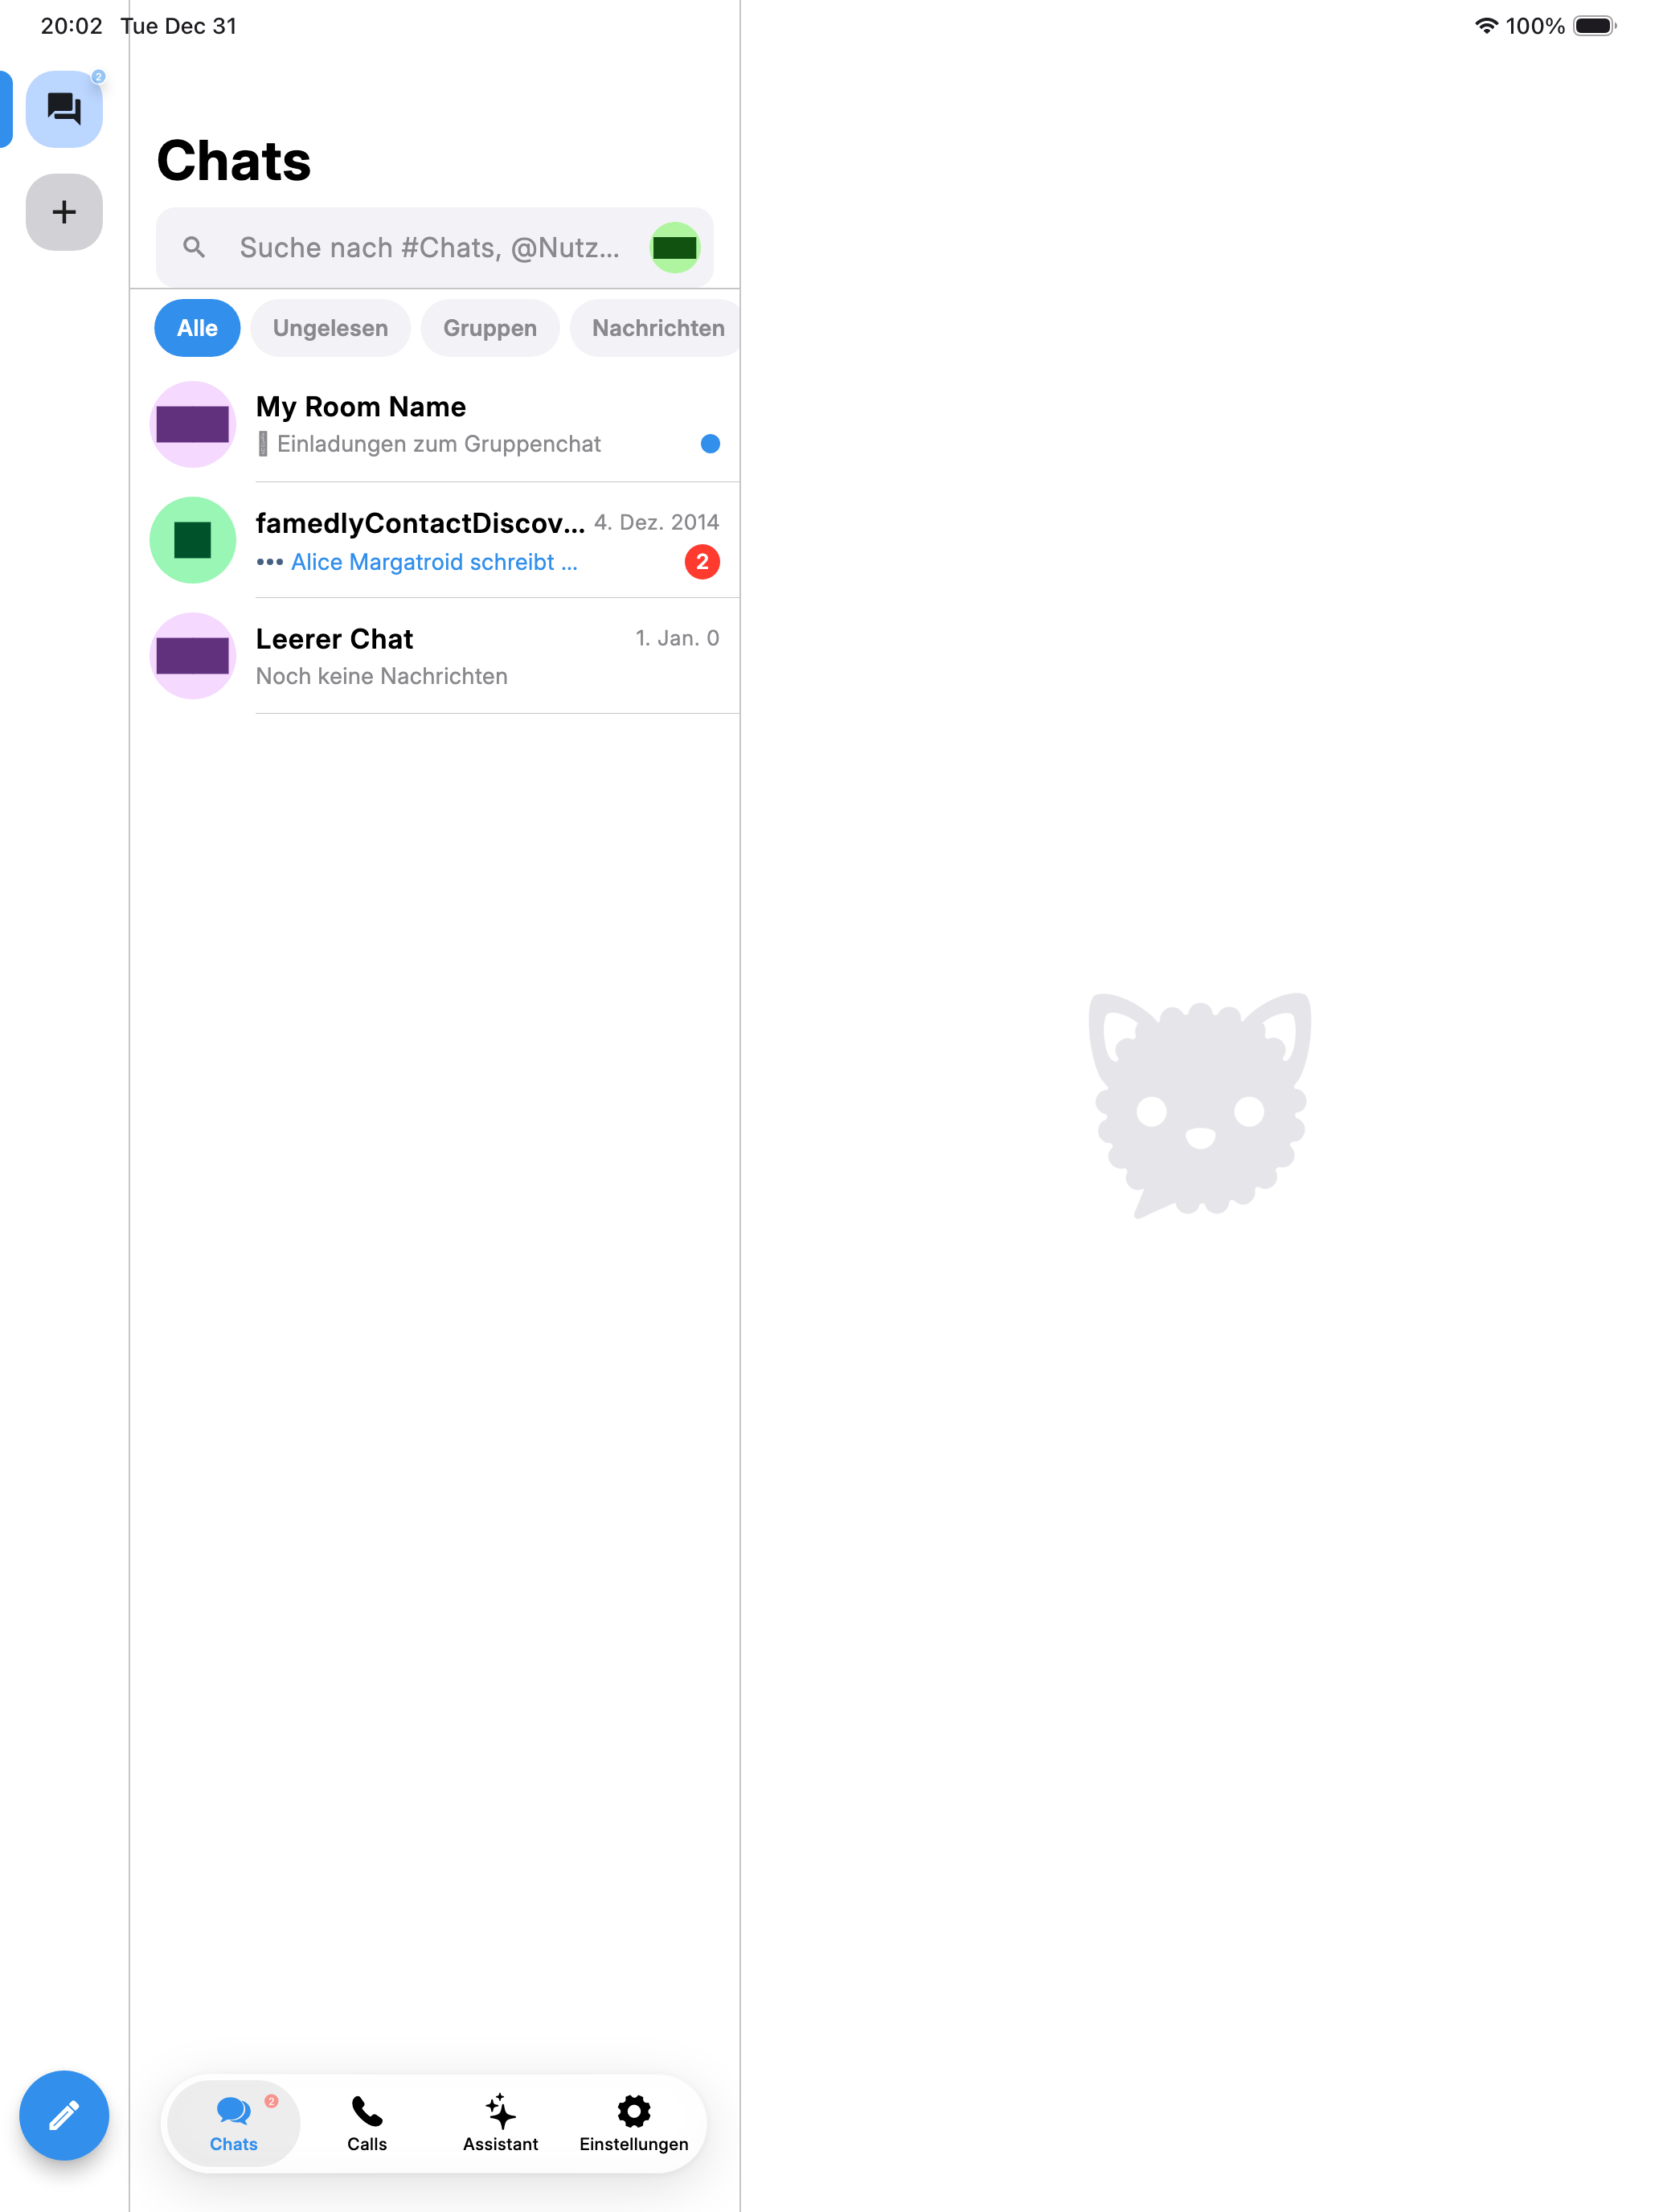 20:02 Tue Dec 31
100%
2
Chats
Suche nach #Chats, @Nutz...
Alle
Ungelesen
Gruppen
Nachrichten
My Room Name
Einladungen zum Gruppenchat
famedlyContactDiscov...
4. Dez. 2014
Alice Margatroid schreibt ...
2
Leerer Chat
1. Jan. 0
Noch keine Nachrichten
2
Chats
Calls
Assistant
Einstellungen